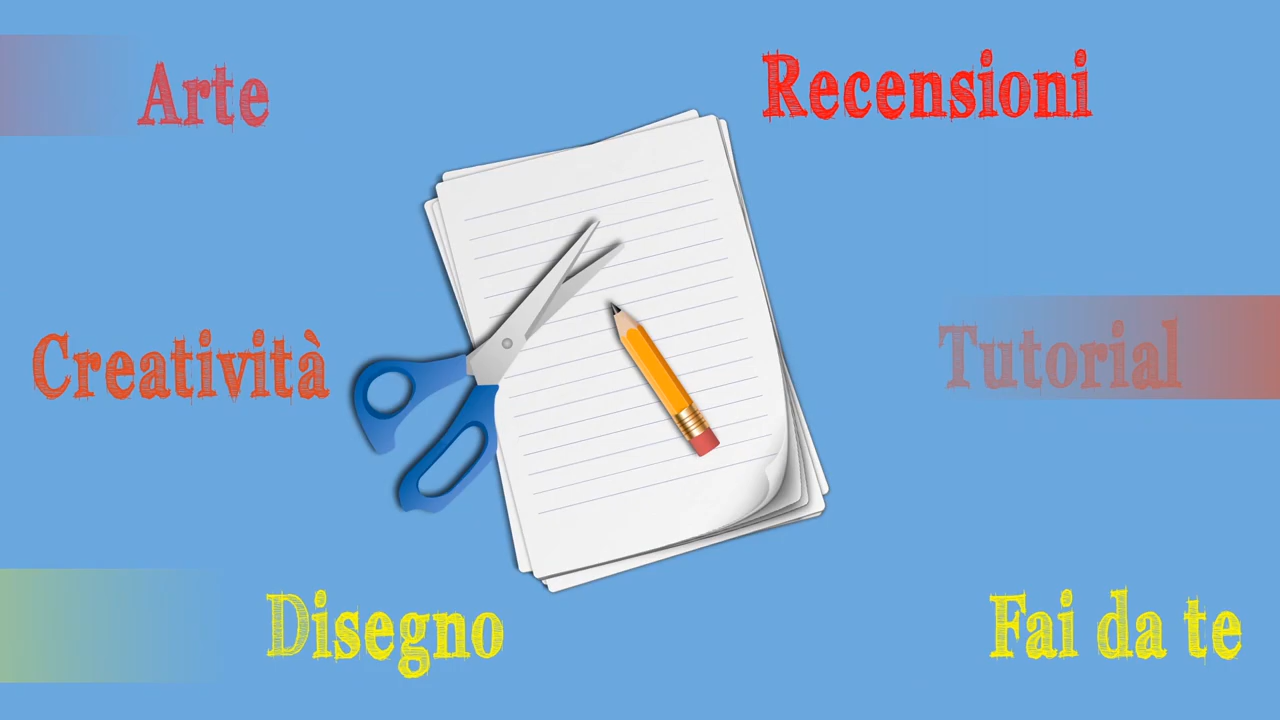 Arte
Recensioni
Creatività
Tutorial
Disegno
Fai da te